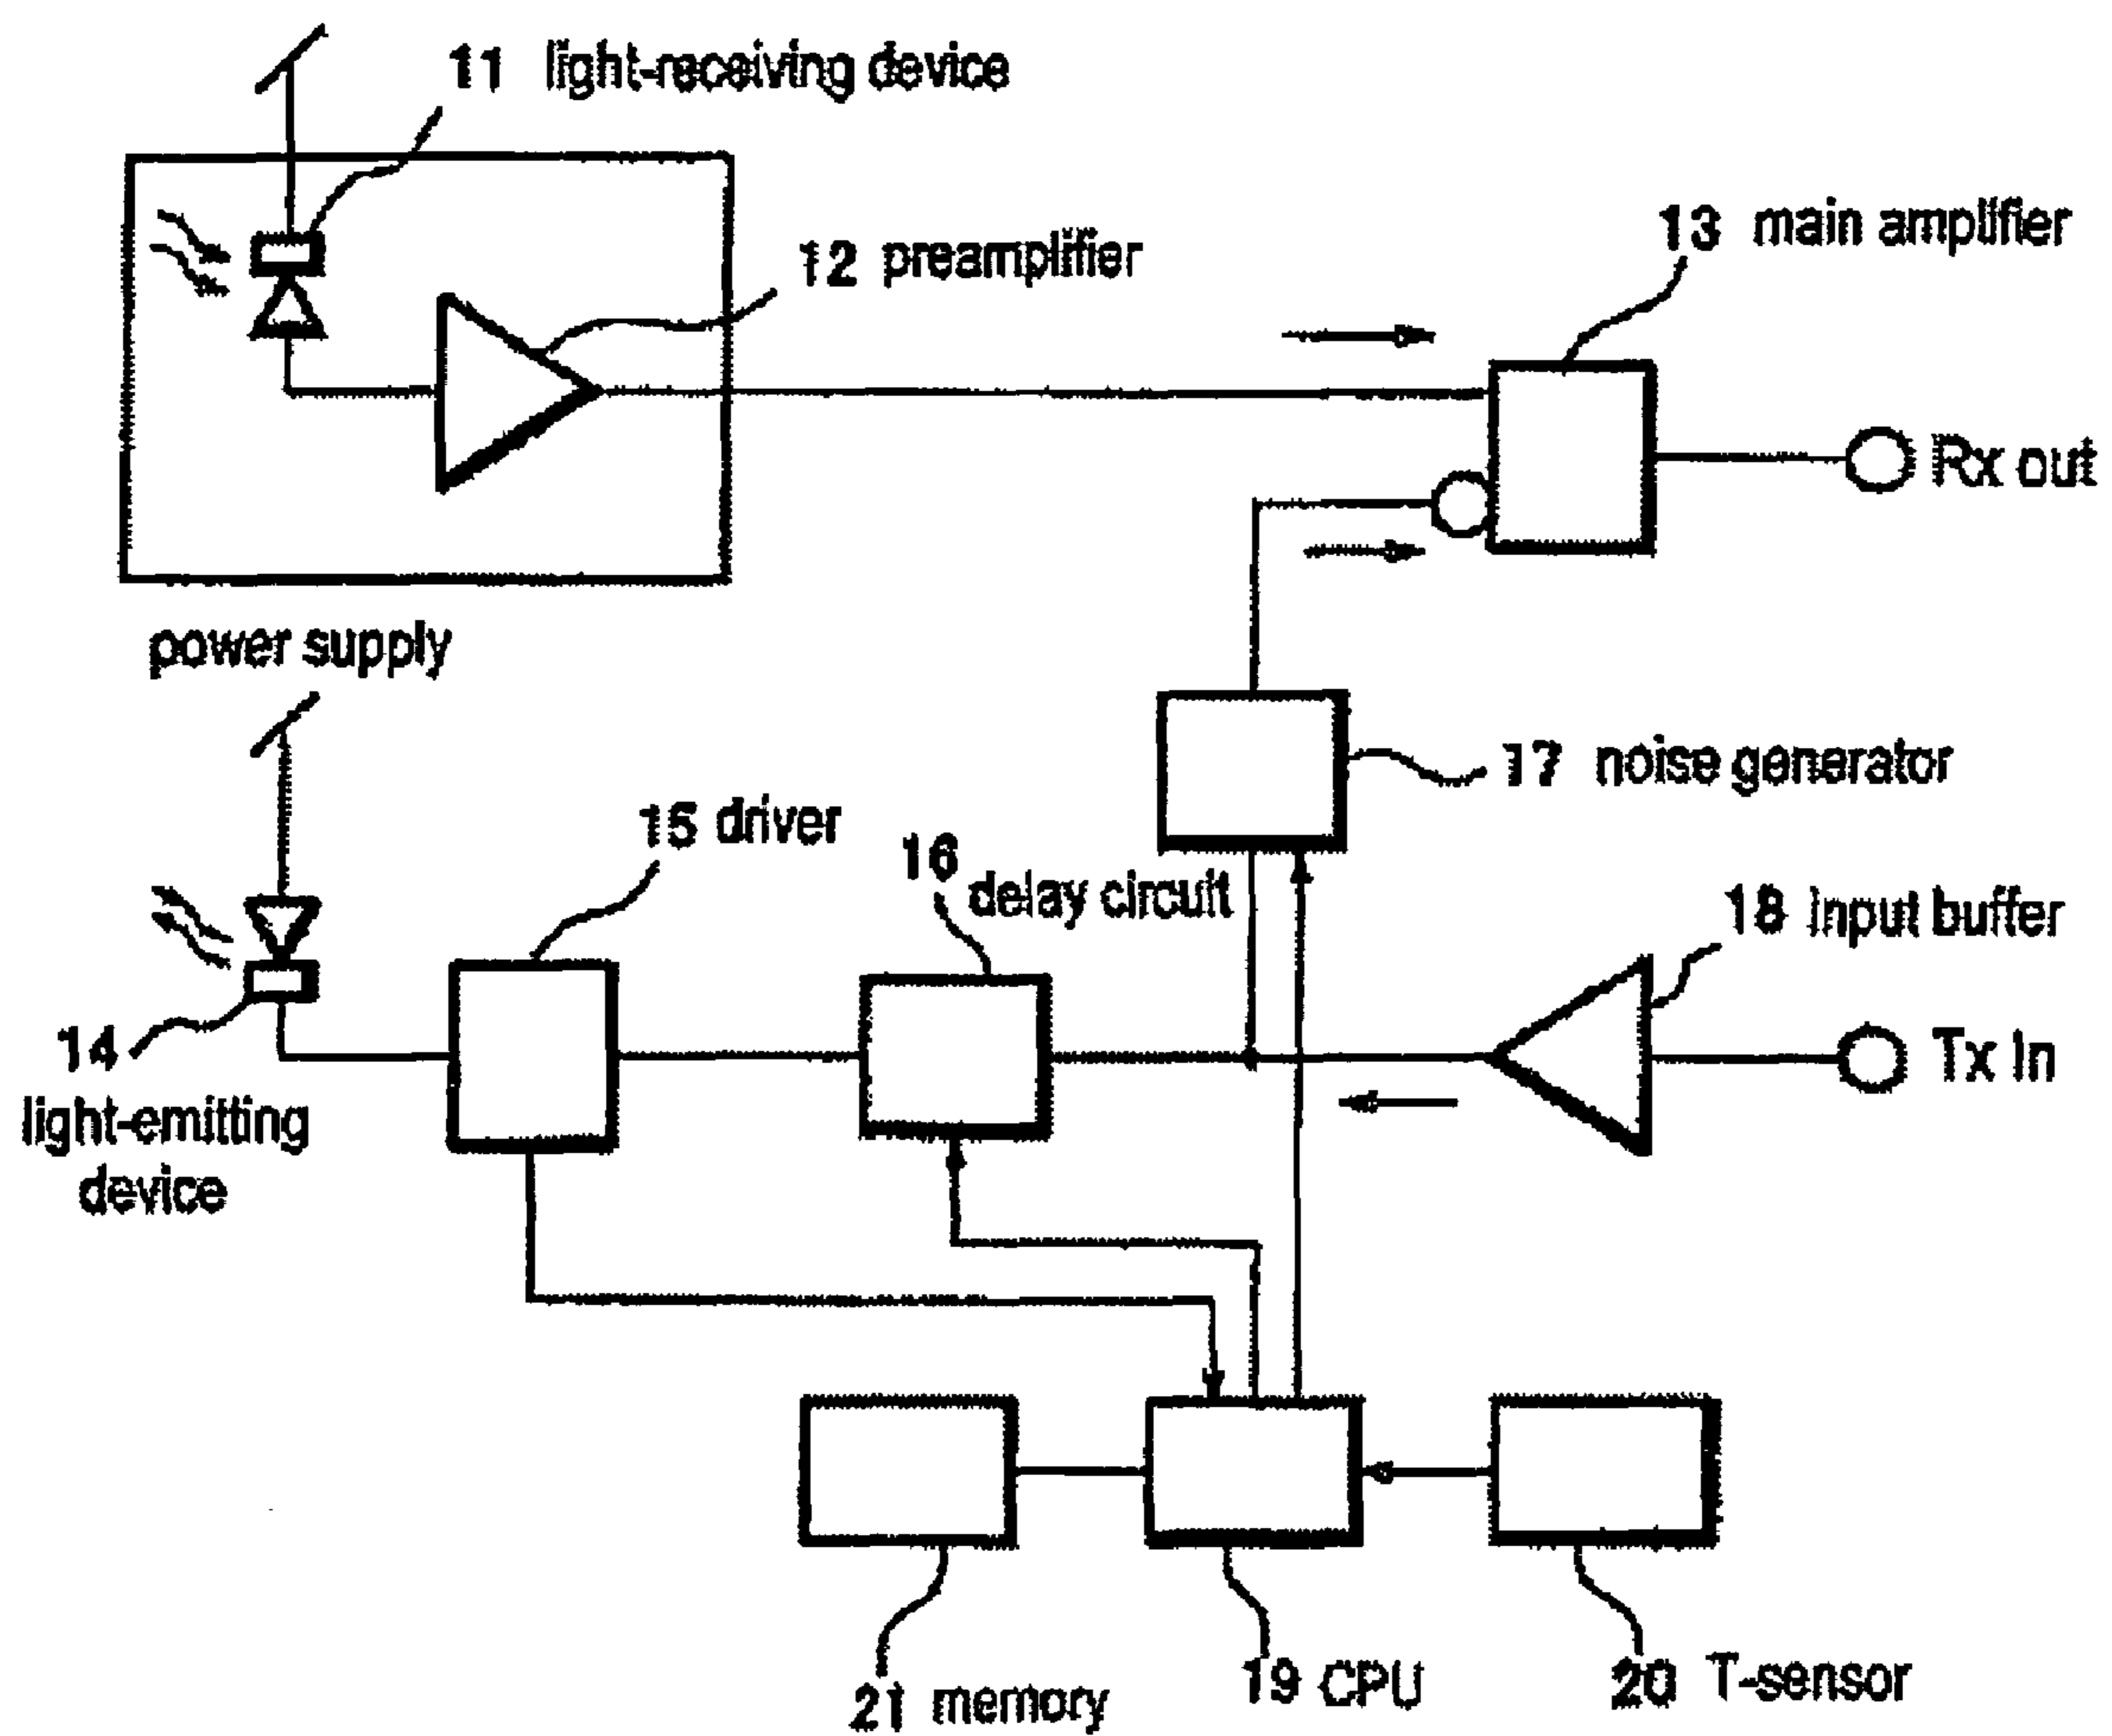 11 light-receiving device
12 preamplifier
13 main amplifier
Rx out
power supply
17 noise generator
15 driver
16
delay circuit
18 Input buffer
14
light-emitting
device
Tx In
21 memory
19 CPU
20 T-sensor